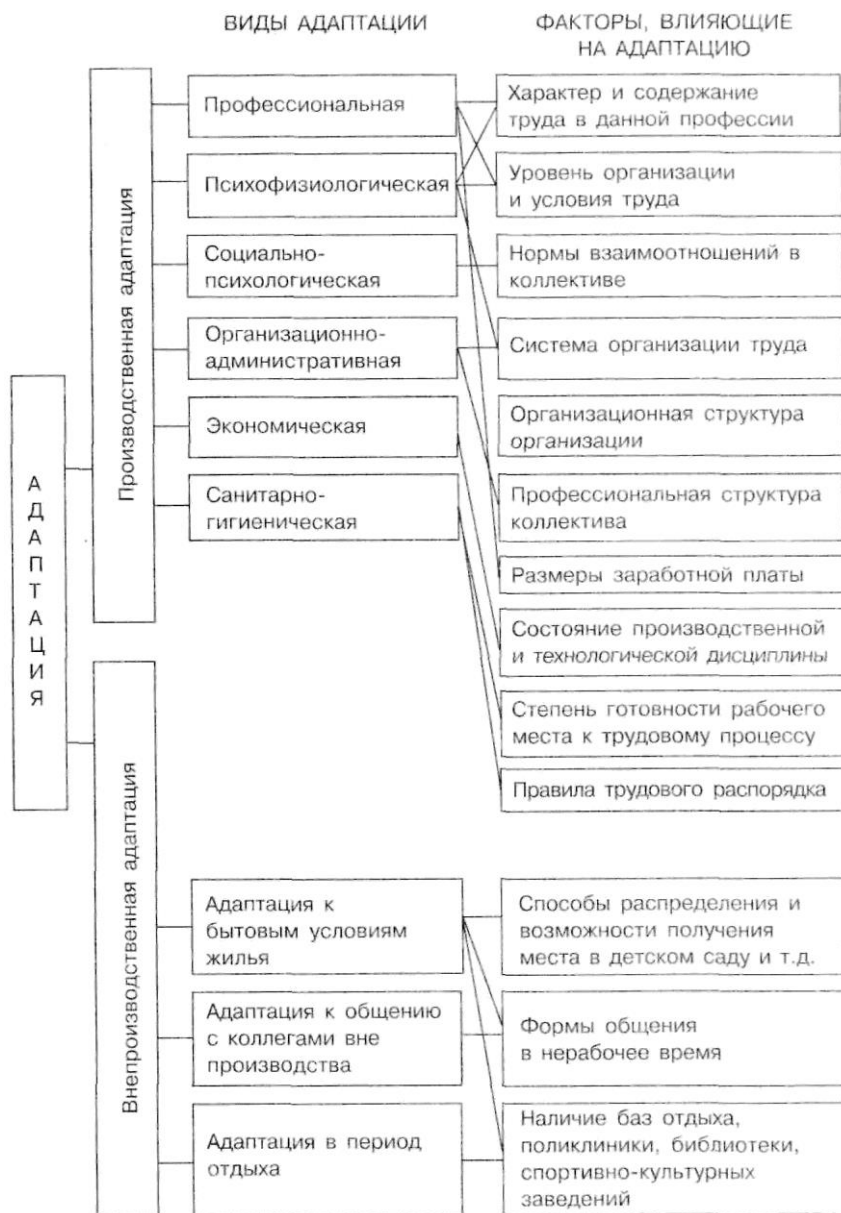 ВИДЫ АДАПТАЦИИ
ФАКТОРЫ, ВЛИЯЮЩИЕ
НА АДАПТАЦИЮ
АДАПТАЦИЯ
Производственная адаптация
Профессиональная
Психофизиологическая
Социально-
психологическая
Организационно-
административная
Экономическая
Санитарно-
гигиеническая
Характер и содержание
труда в данной профессии
Уровень организации
и условия труда
Нормы взаимоотношений в
коллективе
Система организации труда
Организационная структура
организации
Профессиональная структура
коллектива
Размеры заработной платы
Состояние производственной
и технологической дисциплины
Степень готовности рабочего
места к трудовому процессу
Правила трудового распорядка
Внепроизводственная адаптация
Адаптация к
бытовым условиям
жилья
Адаптация к общению
с коллегами вне
производства
Адаптация в период
отдыха
Способы распределения и
возможности получения
места в детском саду и т.д.
Формы общения
в нерабочее время
Наличие баз отдыха,
поликлиники, библиотеки,
спортивно-культурных
заведений